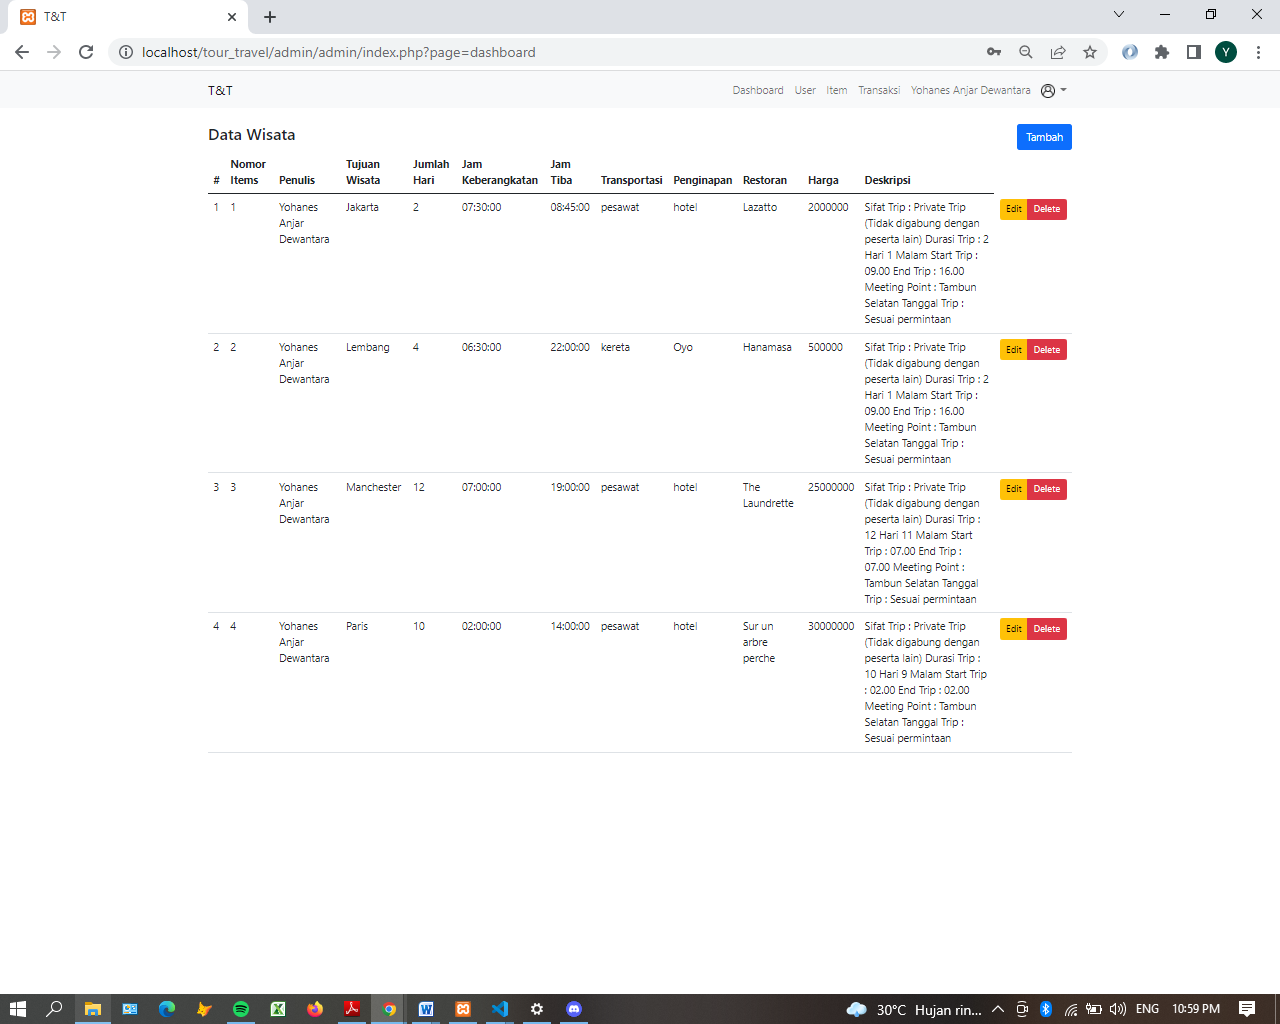 T&T
localhost/tour_travel/admin/admin/index.php?page=dashboard
Y
T&T Dashboard User Item Transaksi Yohanes Anjar Dewantara
Data Wisata Tambah
# Nomor Items Penulis Tujuan Wisata Jumlah Hari Jam Keberangkatan Jam Tiba Transportasi Penginapan Restoran Harga Deskripsi
1 1 Yohanes Jakarta 2 07:30:00 08:45:00 pesawat hotel Lazatto 2000000 Sifat Trip : Private Trip Edit Delete
Anjar (Tidak digabung dengan
Dewantara peserta lain) Durasi Trip : 2
Hari 1 Malam Start Trip :
09.00 End Trip : 16.00
Meeting Point : Tambun
Selatan Tanggal Trip :
Sesuai permintaan
2 2 Yohanes Lembang 4 06:30:00 22:00:00 kereta Oyo Hanamasa 500000 Sifat Trip : Private Trip Edit Delete
Anjar (Tidak digabung dengan
Dewantara peserta lain) Durasi Trip : 2
Hari 1 Malam Start Trip :
09.00 End Trip : 16.00
Meeting Point : Tambun
Selatan Tanggal Trip :
Sesuai permintaan
3 3 Yohanes Manchester 12 07:00:00 19:00:00 pesawat hotel The 25000000 Sifat Trip : Private Trip Edit Delete
Anjar Laundrette (Tidak digabung dengan
Dewantara peserta lain) Durasi Trip :
12 Hari 11 Malam Start
Trip : 07.00 End Trip :
07.00 Meeting Point :
Tambun Selatan Tanggal
Trip : Sesuai permintaan
4 4 Yohanes Paris 10 02:00:00 14:00:00 pesawat hotel Sur un 30000000 Sifat Trip : Private Trip Edit Delete
Anjar arbre (Tidak digabung dengan
Dewantara perche peserta lain) Durasi Trip :
10 Hari 9 Malam Start Trip
: 02.00 End Trip : 02.00
Meeting Point : Tambun
Selatan Tanggal Trip :
Sesuai permintaan
30°C Hujan rin... ENG 10:59 PM